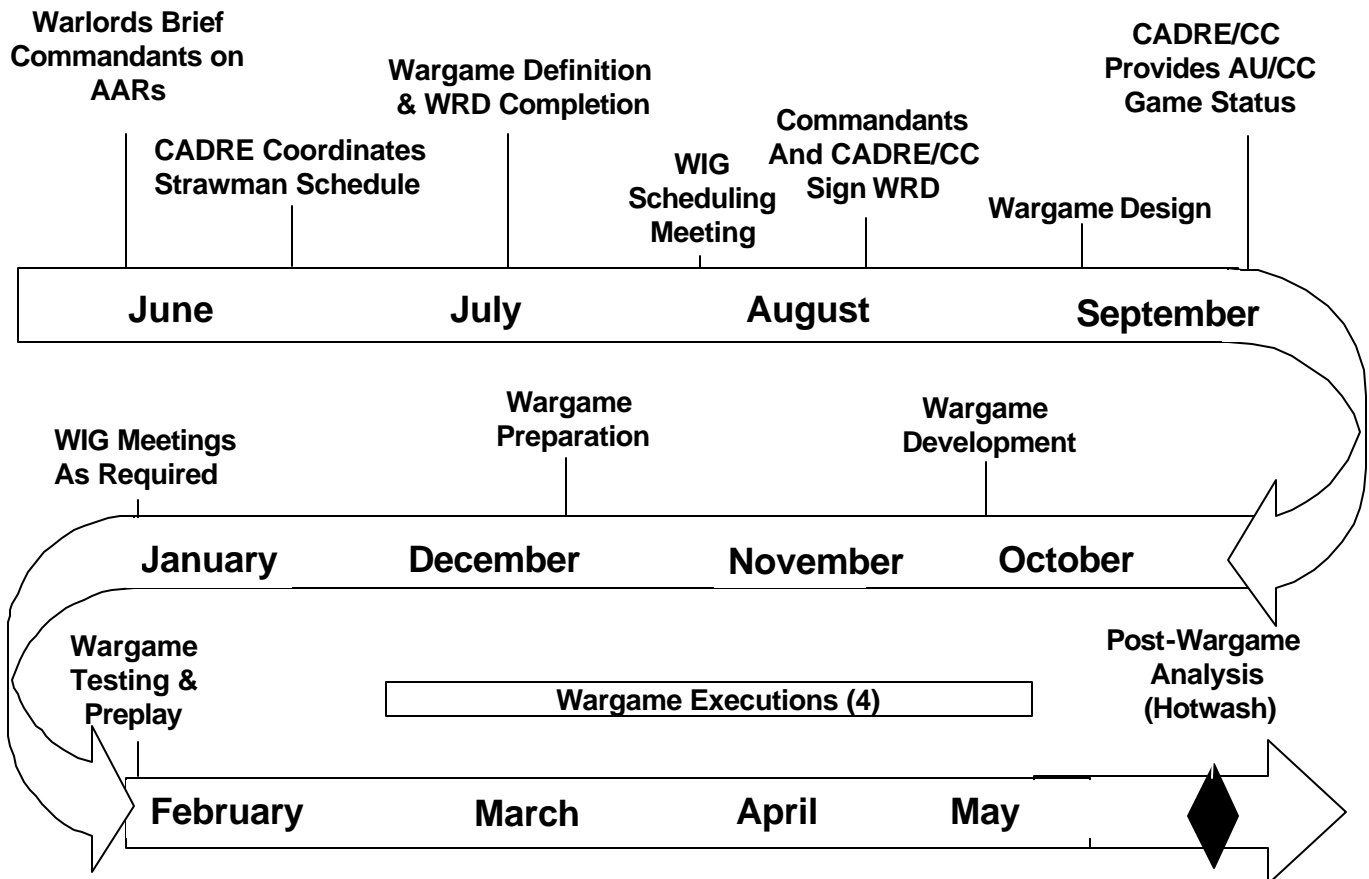 Warlords Brief
Commandants on
AARs
CADRE Coordinates
Strawman Schedule
Wargame Definition
& WRD Completion
WIG
Scheduling
Meeting
Commandants
And CADRE/CC
Sign WRD
Wargame Design
CADRE/CC
Provides AU/CC
Game Status
June
July
August
September
WIG Meetings
As Required
Wargame
Preparation
Wargame
Development
January
December
November
October
Wargame
Testing &
Preplay
Wargame Executions (4)
Post-Wargame
Analysis
(Hotwash)
February
March
April
May